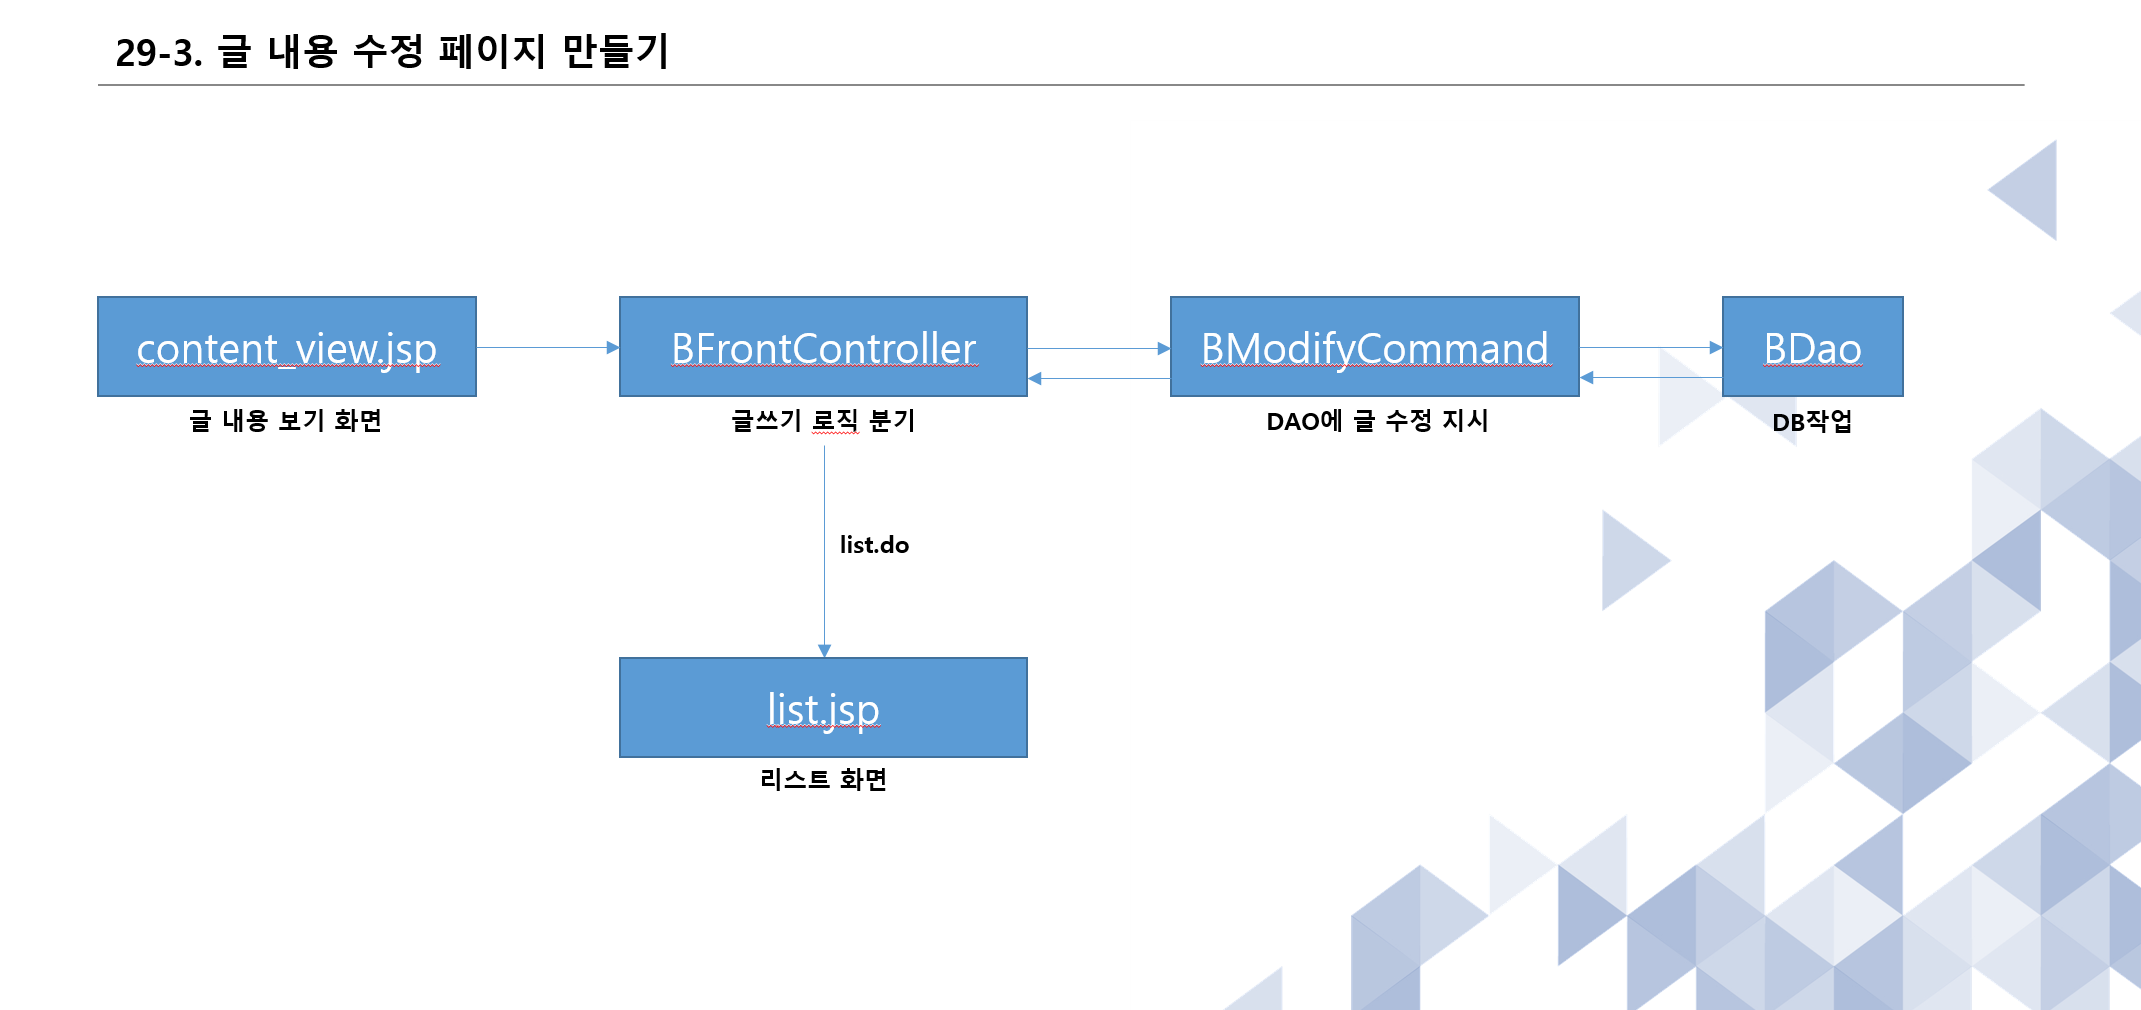 29-3. 글 내용 수정 페이지 만들기
content_view.jsp
BFrontController
BModifyCommand
BDao
글 내용 보기 화면
글쓰기 로직 분기
DAO에 글 수정 지시
DB작업
list.do
list.jsp
리스트 화면